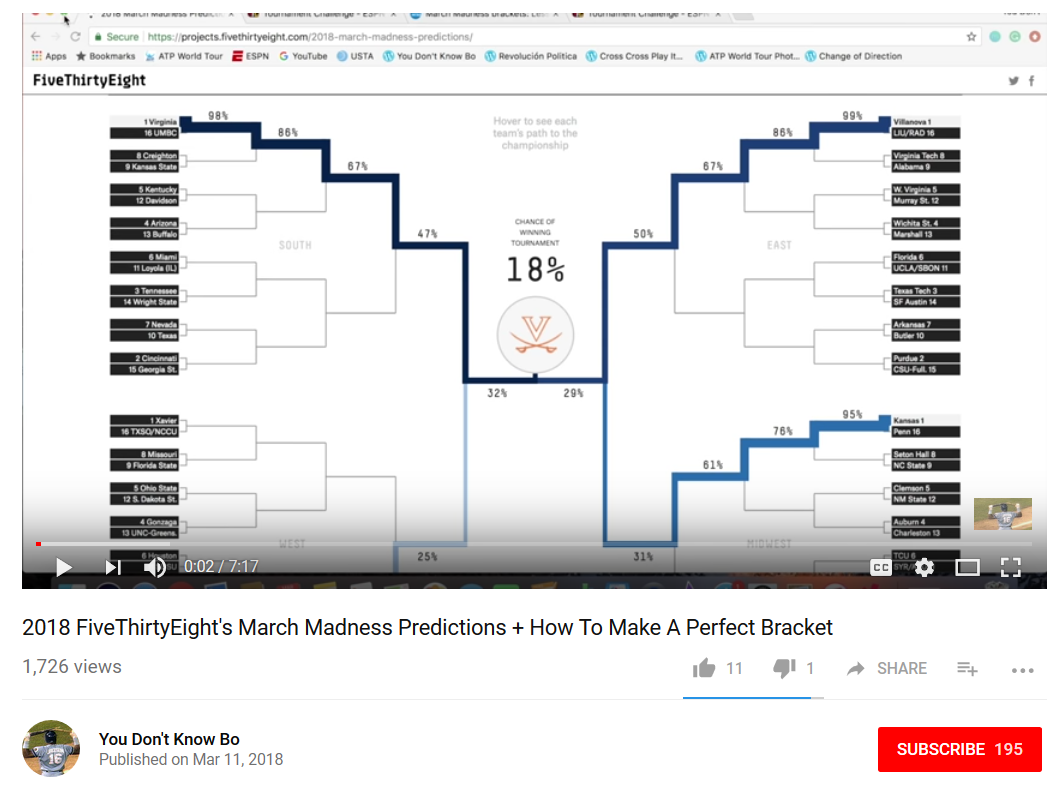 2018 March Madness Predict
Tournament Challenge - ESPN
March Madness brackets: 
Tournament Challenge - ESPN
Secure https://projects.fivethirtyeight.com/2018-march-madness-predictions/
Apps Bookmarks ATP World Tour ESPN YouTube USTA You Don't Know Bo Revolución Política Cross Cross Play It... ATP World Tour Phot... Change of Direction
FiveThirtyEight
98% 99%
1 Virginia Villanova 1
16 UMBC 86% 86% LIU/RAD 16
Hover to see each
team's path to the
championship
8 Creighton Virginia Tech 8
9 Kansas State 67% 67% Alabama 9
5 Kentucky W. Virginia 5
12 Davidson Murray St. 12
4 Arizona Wichita St. 4
13 Buffalo 47% 50% Marshall 13
CHANCE OF
WINNING
TOURNAMENT
SOUTH EAST
18%
6 Miami Florida 6
11 Loyola (IL) UCLA/SBON 11
3 Tennessee Texas Tech 3
14 Wright State SF Austin 14
7 Nevada Arkansas 7
10 Texas Butler 10
2 Cincinnati Purdue 2
15 Georgia St. CSU-Full. 15
32% 29%
95%
1 Xavier Kansas 1
16 TXSO/NCCU 76% Penn 16
8 Missouri Seton Hall 8
9 Florida State 61% NC State 9
5 Ohio State Clemson 5
12 S. Dakota St. NM State 12
4 Gonzaga Auburn 4
13 UNC-Greens. Charleston 13
WEST MIDWEST
6 Houston 25% 31% TCU 6
0:02 / 7:17 CC
2018 FiveThirtyEight's March Madness Predictions + How To Make A Perfect Bracket
1,726 views 11 1 SHARE
You Don't Know Bo
Published on Mar 11, 2018
SUBSCRIBE 195